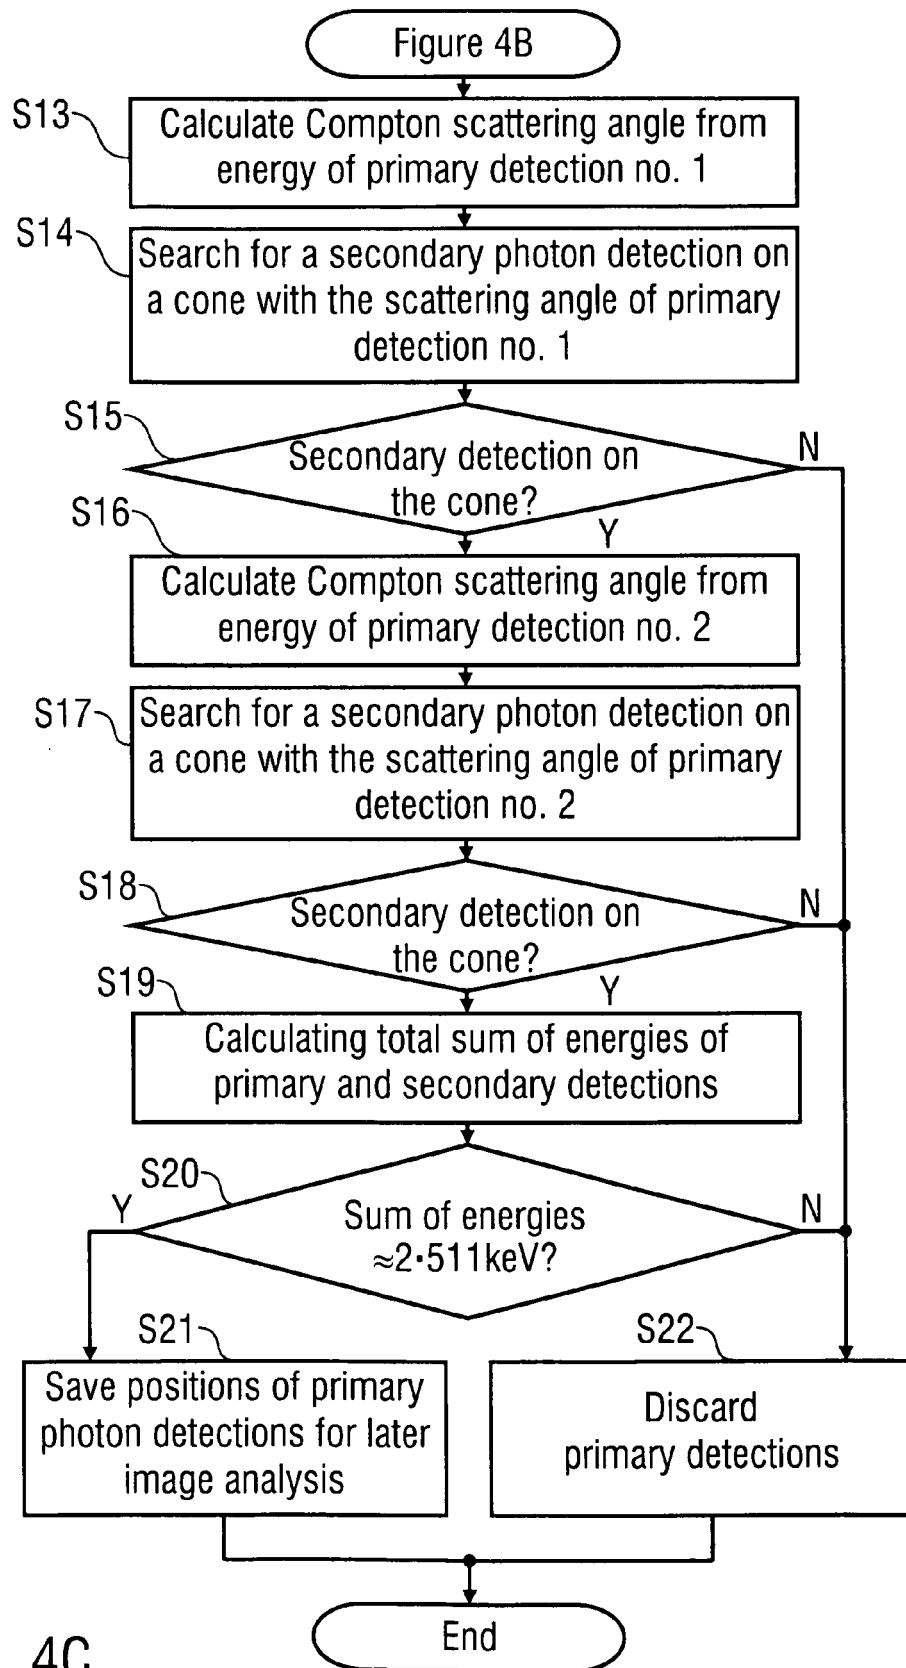 Figure 4B
S13
Calculate Compton scattering angle from
energy of primary detection no. 1
S14
Search for a secondary photon detection on
a cone with the scattering angle of primary
detection no. 1
S15
Secondary detection on
the cone?
N
Y
S16
Calculate Compton scattering angle from
energy of primary detection no. 2
S17
Search for a secondary photon detection on
a cone with the scattering angle of primary
detection no. 2
S18
Secondary detection on
the cone?
N
Y
S19
Calculating total sum of energies of
primary and secondary detections
S20
Sum of energies
≈2·511keV?
Y
N
S21
Save positions of primary
photon detections for later
image analysis
S22
Discard
primary detections
End
4C